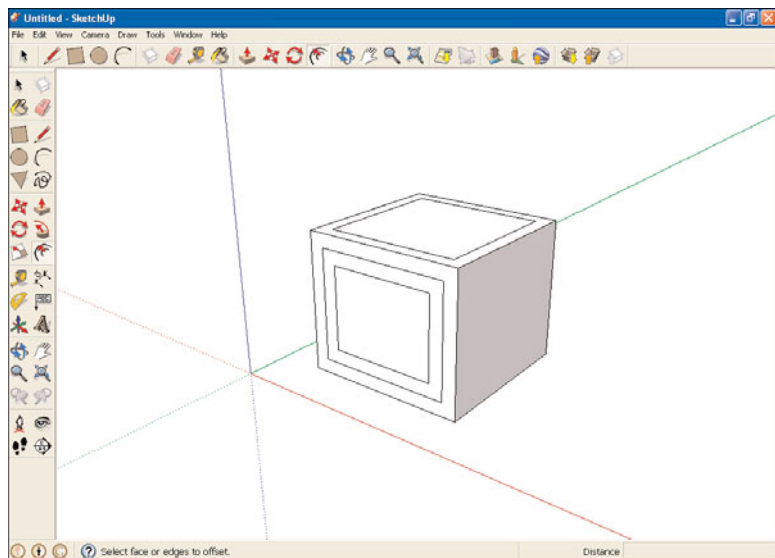 Untitled - SketchUp
File Edit View Camera Draw Tools Window Help
Select face or edges to offset.
Distance